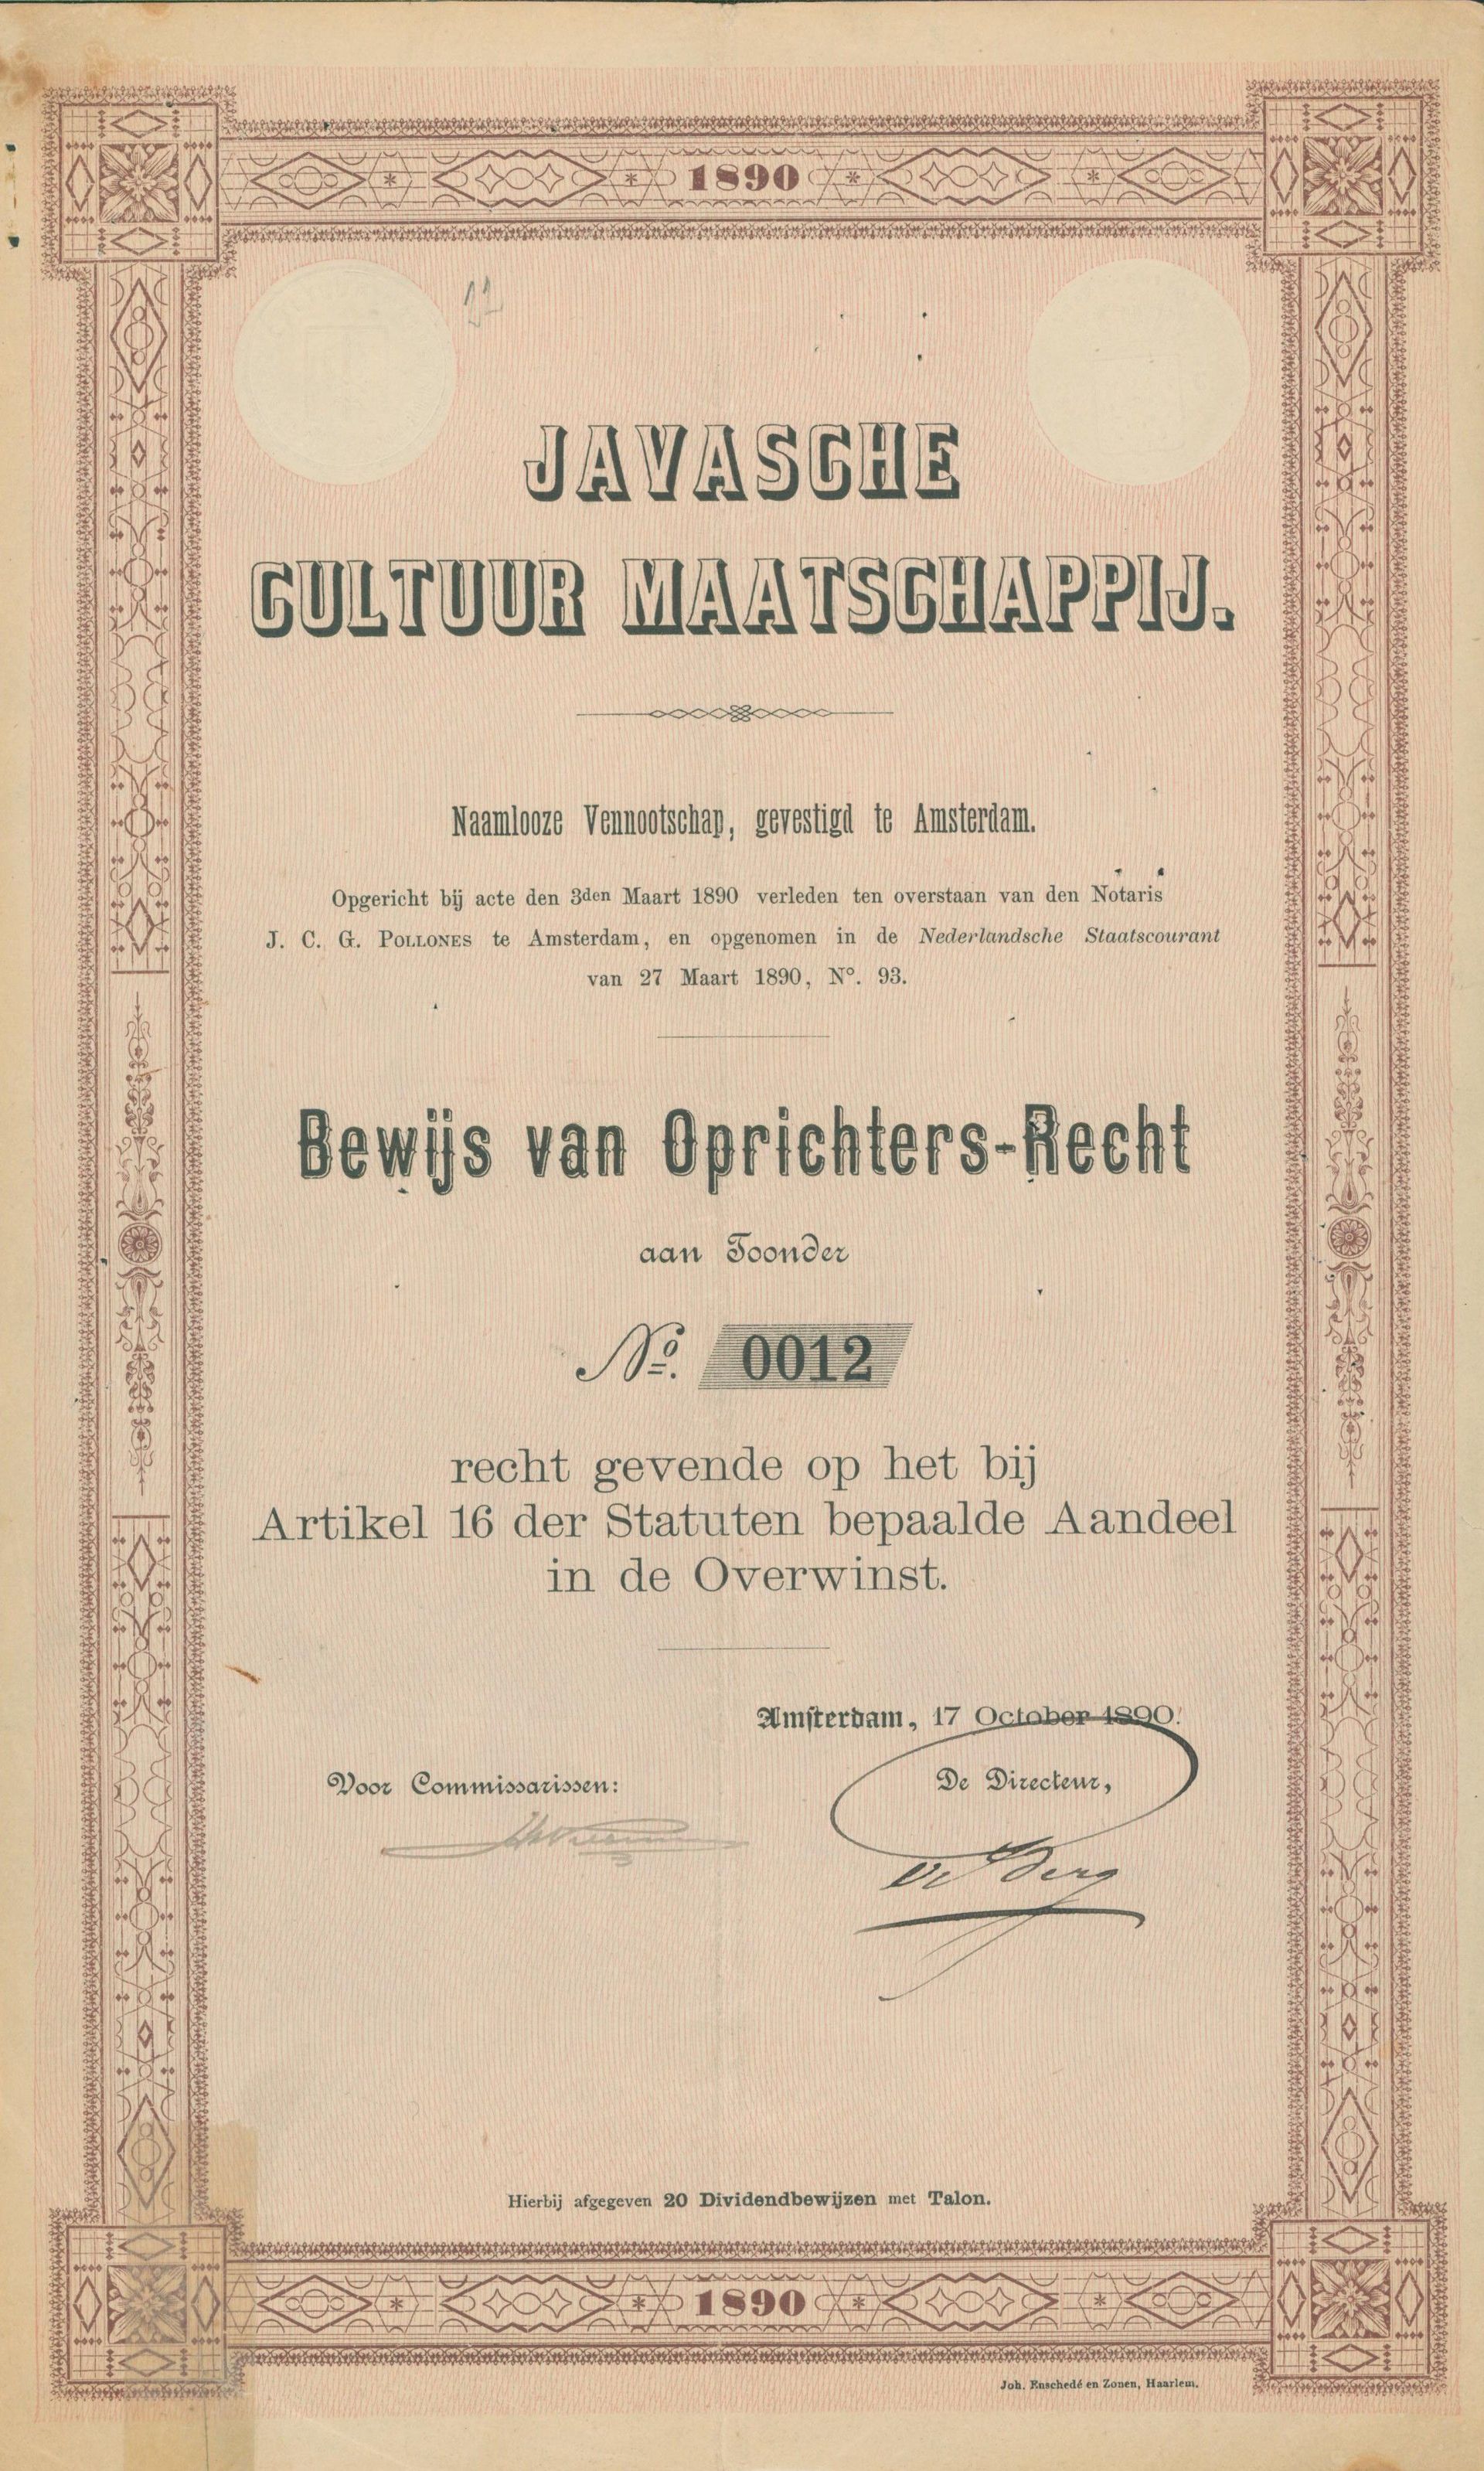 1890
JAVASCHE
CULTUUR MAATSCHAPPIJ.
Naamlooze Vennootschap, gevestigd te Amsterdam.
Opgericht bij acte den 3den Maart 1890 verleden ten overstaan van den Notaris
J. C. G. POLLONES te Amsterdam, en opgenomen in de Nederlandsche Staatscourant
van 27 Maart 1890, No. 93.
Bewijs van Oprichters-Recht
aan Toonder
No. 0012
recht gevende op het bij
Artikel 16 der Statuten bepaalde Aandeel
in de Overwinst.
Amsterdam, 17 October 1890.
Voor Commissarissen:
De Directeur,
Hierbij afgegeven 20 Dividendbewijzen met Talon.
1890
Joh. Enschedé en Zonen, Haarlem.